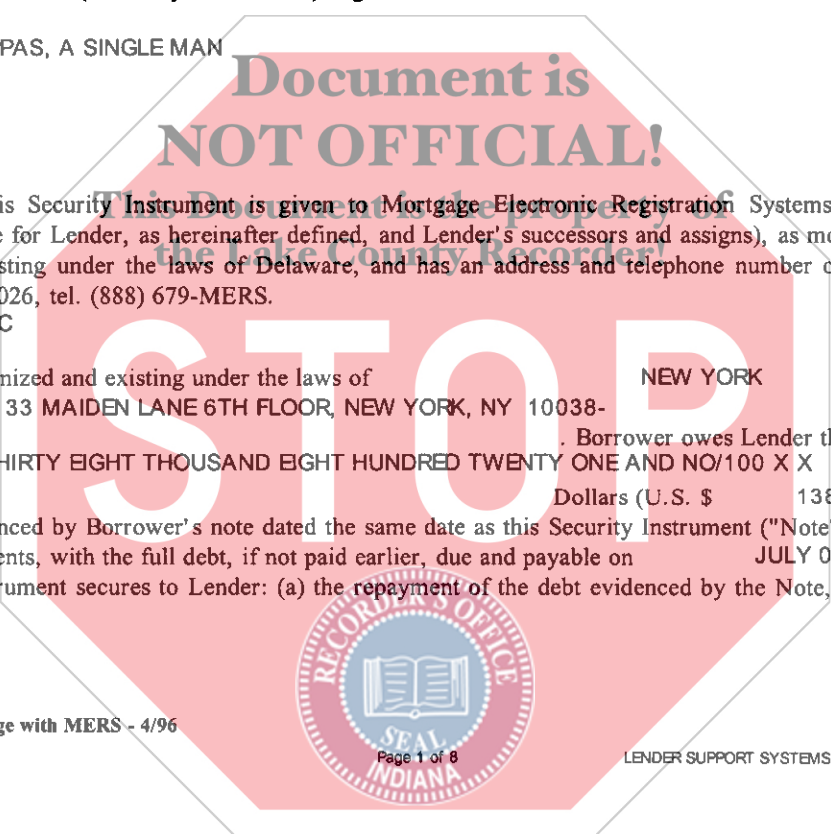 PAS, A SINGLE MAN
Document is
NOT OFFICIAL!
This Document is the property of
the Lake County Recorder!
is Security Instrument is given to Mortgage Electronic Registration Systems
e for Lender, as hereinafter defined, and Lender's successors and assigns), as mo
sting under the laws of Delaware, and has an address and telephone number o
026, tel. (888) 679-MERS.
C
nized and existing under the laws of NEW YORK
33 MAIDEN LANE 6TH FLOOR, NEW YORK, NY 10038-
. Borrower owes Lender th
HIRTY EIGHT THOUSAND EIGHT HUNDRED TWENTY ONE AND NO/100 X X
Dollars (U.S. $ 138
nced by Borrower's note dated the same date as this Security Instrument ("Note"
ents, with the full debt, if not paid earlier, due and payable on JULY 0
rument secures to Lender: (a) the repayment of the debt evidenced by the Note,
STOP
RECORDER'S OFFICE
SEAL
INDIANA
ge with MERS - 4/96
Page 1 of 8
LENDER SUPPORT SYSTEMS